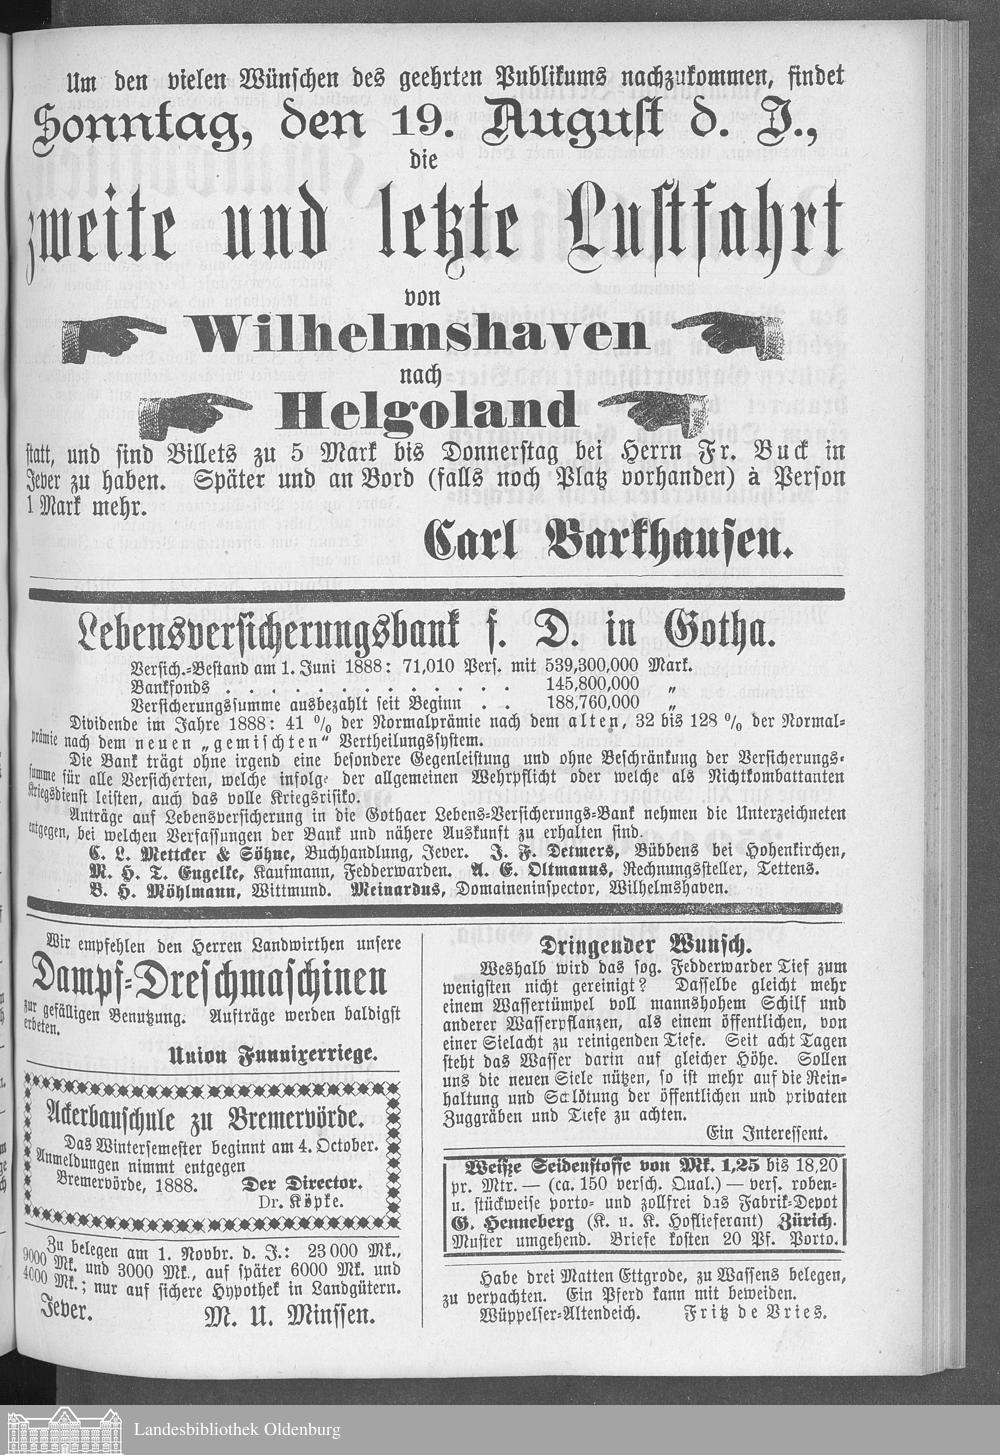 Um den vielen Wünschen des geehrten Publikums nachzukommen, findet
Sonntag, den 19. August d. J.,
die
zweite und letzte Lustfahrt
von
Wilhelmshaven
nach
Helgoland
statt, und sind Billets zu 5 Mark bis Donnerstag bei Herrn Fr. Buck in
Jever zu haben. Später und an Bord (falls noch Platz vorhanden) à Person
1 Mark mehr.
Carl Barkhausen.
Lebensversicherungsbank f. D. in Gotha.
Versich.-Bestand am 1. Juni 1888: 71,010 Pers. mit 539,300,000 Mark.
Bankfonds . . . . . . . . . . . . . . . 145,800,000 „
Versicherungssumme ausbezahlt seit Beginn . . 188,760,000 „
Dividende im Jahre 1888: 41 % der Normalprämie nach dem alten, 32 bis 128 % der Normal-
prämie nach dem neuen „gemischten“ Vertheilungssystem.
Die Bank trägt ohne irgend eine besondere Gegenleistung und ohne Beschränkung der Versicherungs-
summe für alle Versicherten, welche infolge der allgemeinen Wehrpflicht oder welche als Nichtkombattanten
Kriegsdienst leisten, auch das volle Kriegsrisiko.
Anträge auf Lebensversicherung in die Gothaer Lebens-Versicherungs-Bank nehmen die Unterzeichneten
entgegen, bei welchen Verfassungen der Bank und nähere Auskunft zu erhalten sind.
C. L. Mettcker & Söhne, Buchhandlung, Jever. J. F. Detmers, Bübbens bei Hohenkirchen,
M. H. T. Engelke, Kaufmann, Fedderwarden. A. E. Oltmanns, Rechnungssteller, Tettens.
B. H. Möhlmann, Wittmund. Meinardus, Domaineninspector, Wilhelmshaven.
Wir empfehlen den Herren Landwirthen unsere
Dampf-Dreschmaschinen
zur gefälligen Benutzung. Aufträge werden baldigst
erbeten.
Union Funnixerriege.
Ackerbauschule zu Bremervörde.
Das Wintersemester beginnt am 4. October.
Anmeldungen nimmt entgegen
Bremervörde, 1888. Der Director.
Dr. Köpke.
Zu belegen am 1. Novbr. d. J.: 23 000 Mk.,
9000 Mk. und 3000 Mk., auf später 6000 Mk. und
4000 Mk.; nur auf sichere Hypothek in Landgütern.
Jever. M. U. Minssen.
Dringender Wunsch.
Weshalb wird das sog. Fedderwarder Tief zum
wenigsten nicht gereinigt? Dasselbe gleicht mehr
einem Wassertümpel voll mannshohem Schilf und
anderer Wasserpflanzen, als einem öffentlichen, von
einer Sielacht zu reinigenden Tiefe. Seit acht Tagen
steht das Wasser darin auf gleicher Höhe. Sollen
uns die neuen Siele nützen, so ist mehr auf die Rein-
haltung und Schlötung der öffentlichen und privaten
Zuggräben und Tiefe zu achten.
Ein Interessent.
Weiße Seidenstoffe von Mk. 1,25 bis 18,20
pr. Mtr. — (ca. 150 versch. Qual.) — vers. roben-
u. stückweise porto- und zollfrei das Fabrik-Depot
G. Henneberg (K. u. K. Hoflieferant) Zürich.
Muster umgehend. Briefe kosten 20 Pf. Porto.
Habe drei Matten Ettgrode, zu Wassens belegen,
zu verpachten. Ein Pferd kann mit beweiden.
Wüppelser-Altendeich. Fritz de Vries.
Landesbibliothek Oldenburg